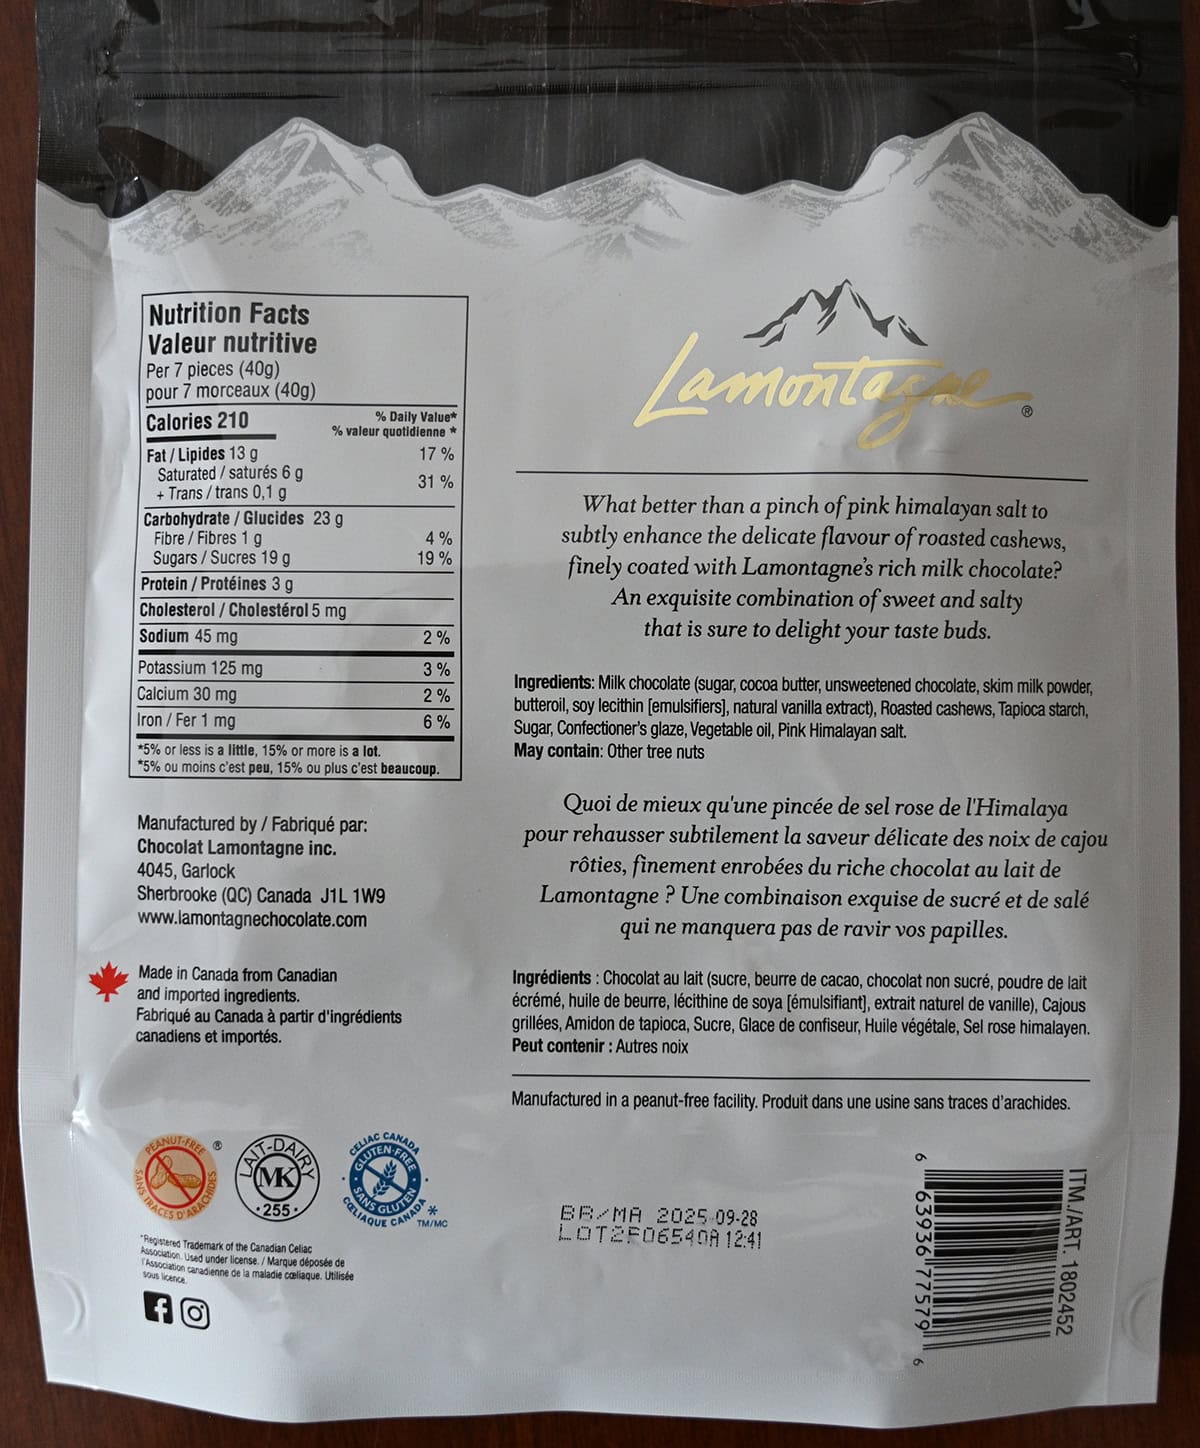 Nutrition Facts
Valeur nutritive
Per 7 pieces (40g)
pour 7 morceaux (40g)
Calories 210
% Daily Value*
% valeur quotidienne *
Fat / Lipides 13 g 17 %
Saturated / saturés 6 g
+ Trans / trans 0,1 g 31 %
Carbohydrate / Glucides 23 g
Fibre / Fibres 1 g 4 %
Sugars / Sucres 19 g 19 %
Protein / Protéines 3 g
Cholesterol / Cholestérol 5 mg
Sodium 45 mg 2 %
Potassium 125 mg 3 %
Calcium 30 mg 2 %
Iron / Fer 1 mg 6 %
*5% or less is a little, 15% or more is a lot.
*5% ou moins c'est peu, 15% ou plus c'est beaucoup.
Manufactured by / Fabriqué par:
Chocolat Lamontagne inc.
4045, Garlock
Sherbrooke (QC) Canada J1L 1W9
www.lamontagnechocolate.com
Made in Canada from Canadian
and imported ingredients.
Fabriqué au Canada à partir d'ingrédients
canadiens et importés.
PEANUT-FREE ®
SANS TRACES D'ARACHIDES
LAIT-DAIRY
MK
·255·
CELIAC CANADA
GLUTEN-FREE
SANS GLUTEN
CŒLIAQUE CANADA
*
TM/MC
*Registered Trademark of the Canadian Celiac
Association. Used under license. / Marque déposée de
l'Association canadienne de la maladie cœliaque. Utilisée
sous licence.
Lamontagne®
What better than a pinch of pink himalayan salt to
subtly enhance the delicate flavour of roasted cashews,
finely coated with Lamontagne's rich milk chocolate?
An exquisite combination of sweet and salty
that is sure to delight your taste buds.
Ingredients: Milk chocolate (sugar, cocoa butter, unsweetened chocolate, skim milk powder,
butteroil, soy lecithin [emulsifiers], natural vanilla extract), Roasted cashews, Tapioca starch,
Sugar, Confectioner's glaze, Vegetable oil, Pink Himalayan salt.
May contain: Other tree nuts
Quoi de mieux qu'une pincée de sel rose de l'Himalaya
pour rehausser subtilement la saveur délicate des noix de cajou
rôties, finement enrobées du riche chocolat au lait de
Lamontagne ? Une combinaison exquise de sucré et de salé
qui ne manquera pas de ravir vos papilles.
Ingrédients : Chocolat au lait (sucre, beurre de cacao, chocolat non sucré, poudre de lait
écrémé, huile de beurre, lécithine de soya [émulsifiant], extrait naturel de vanille), Cajous
grillées, Amidon de tapioca, Sucre, Glace de confiseur, Huile végétale, Sel rose himalayen.
Peut contenir : Autres noix
Manufactured in a peanut-free facility. Produit dans une usine sans traces d'arachides.
BB/MA 2025-09-28
LOT2F06540A 12:41
6 63936 77579 6
ITM./ART. 1802452